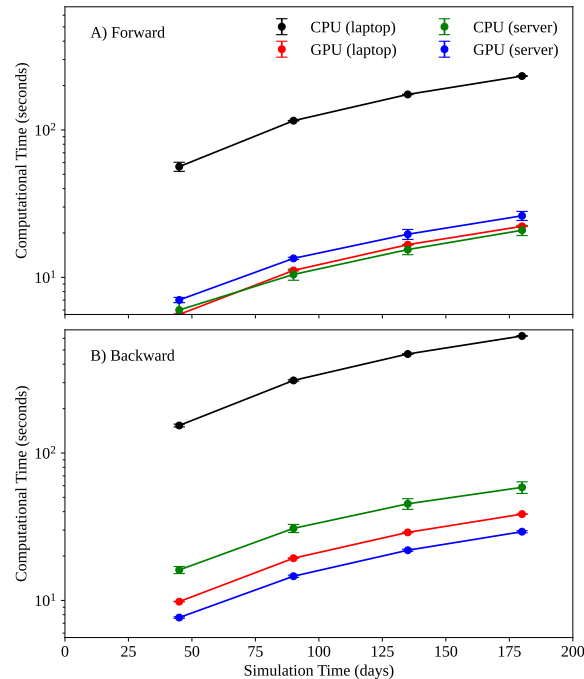 A) Forward
CPU (laptop)
GPU (laptop)
CPU (server)
GPU (server)
Computational Time (seconds)
10²
10¹
B) Backward
Computational Time (seconds)
10²
10¹
0 25 50 75 100 125 150 175 200
Simulation Time (days)